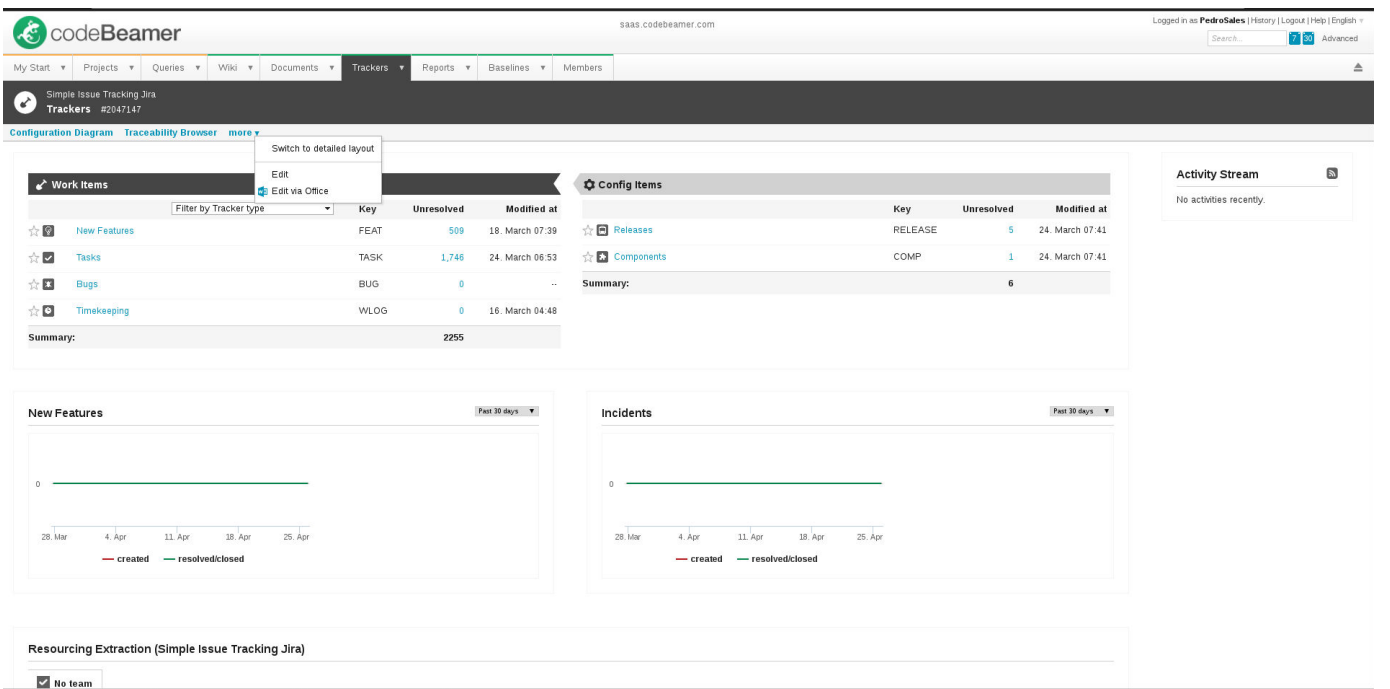 saas.codebeamer.com
Logged in as PedroSales | History | Logout | Help | English
codeBeamer
Search...
7 30 Advanced
My Start Projects Queries Wiki Documents Trackers Reports Baselines Members
Simple Issue Tracking Jira
Trackers #2047147
Configuration Diagram Traceability Browser more
Switch to detailed layout
Edit
Edit via Office
Work Items
Filter by Tracker type Key Unresolved Modified at
New Features FEAT 509 18. March 07:39
Tasks TASK 1,746 24. March 06:53
Bugs BUG 0 --
Timekeeping WLOG 0 16. March 04:48
Summary: 2255
Config Items
Key Unresolved Modified at
Releases RELEASE 5 24. March 07:41
Components COMP 1 24. March 07:41
Summary: 6
Activity Stream
No activities recently.
New Features Past 30 days
0
28. Mar 4. Apr 11. Apr 18. Apr 25. Apr
created resolved/closed
Incidents Past 30 days
0
28. Mar 4. Apr 11. Apr 18. Apr 25. Apr
created resolved/closed
Resourcing Extraction (Simple Issue Tracking Jira)
No team